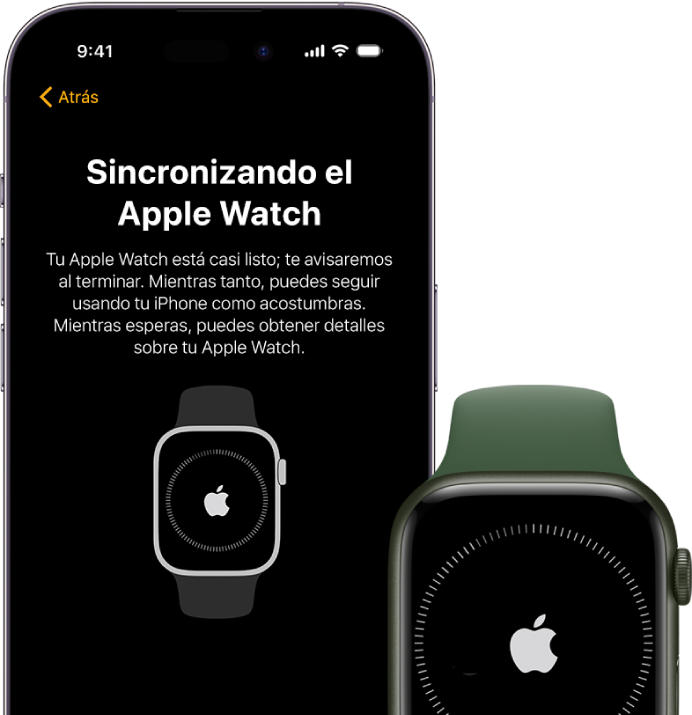 9:41
Atrás
Sincronizando el
Apple Watch
Tu Apple Watch está casi listo; te avisaremos
al terminar. Mientras tanto, puedes seguir
usando tu iPhone como acostumbras.
Mientras esperas, puedes obtener detalles
sobre tu Apple Watch.